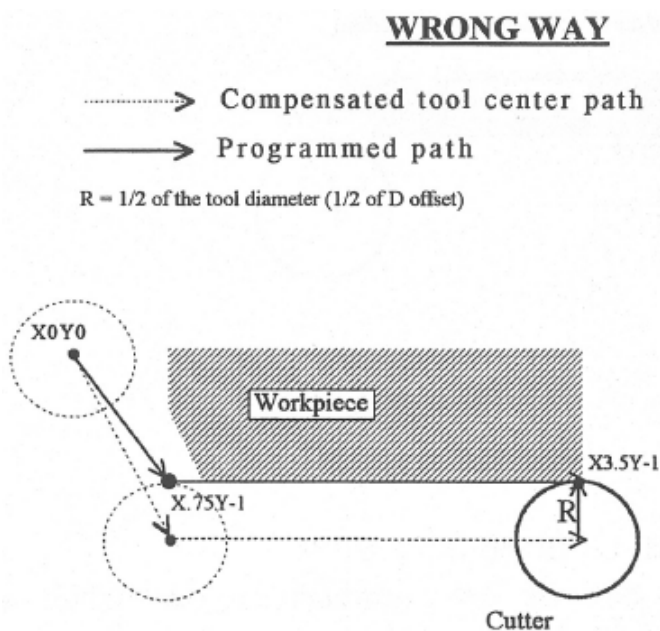 WRONG WAY
Compensated tool center path
Programmed path
R = 1/2 of the tool diameter (1/2 of D offset)
X0Y0
Workpiece
X3.5Y-1
X.75Y-1
R
Cutter